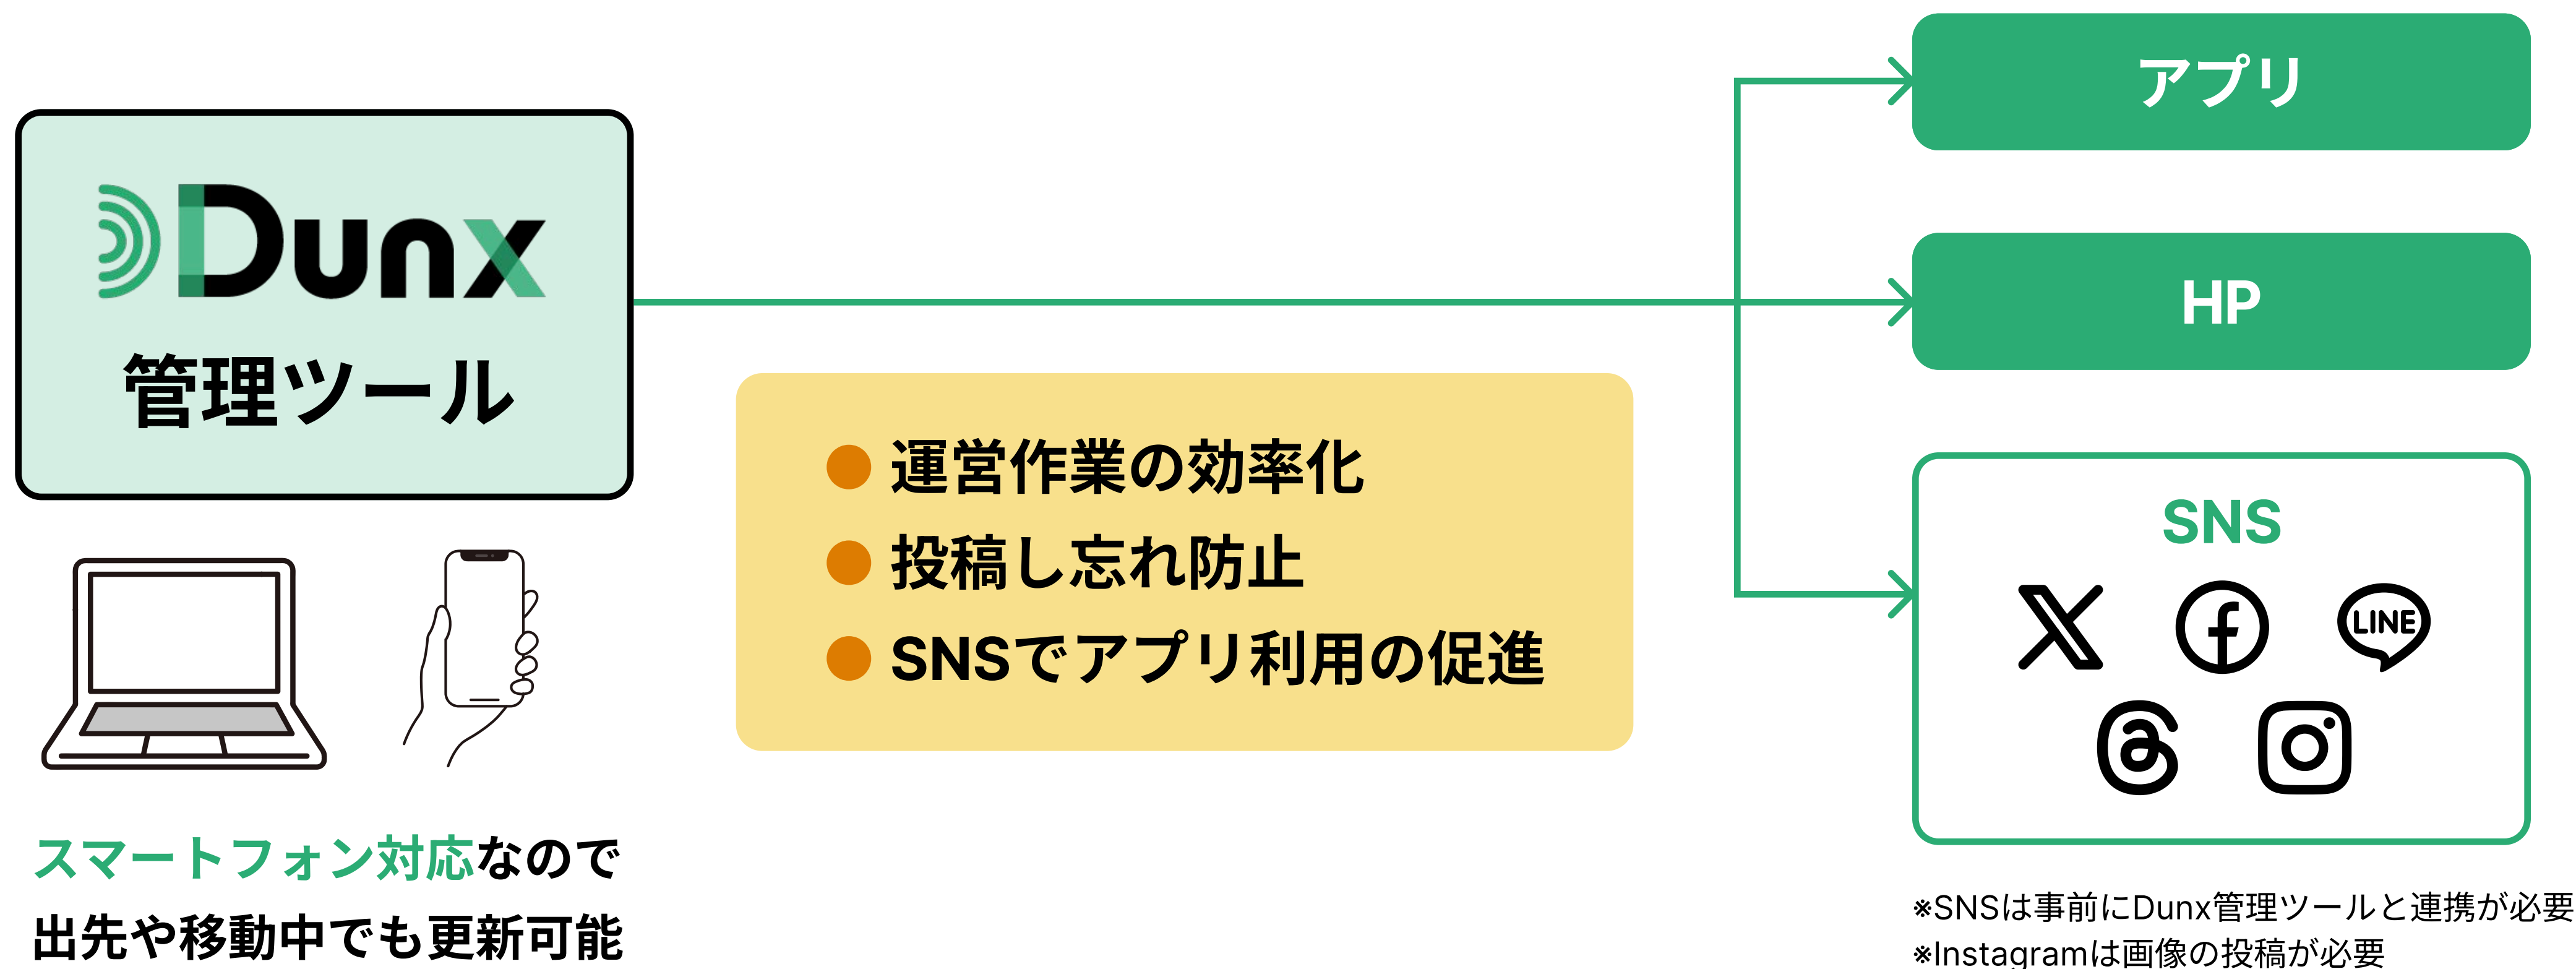 Dunx
管理ツール
スマートフォン対応なので
出先や移動中でも更新可能
運営作業の効率化
投稿し忘れ防止
SNSでアプリ利用の促進
アプリ
HP
SNS
LINE
※SNSは事前にDunx管理ツールと連携が必要
※Instagramは画像の投稿が必要